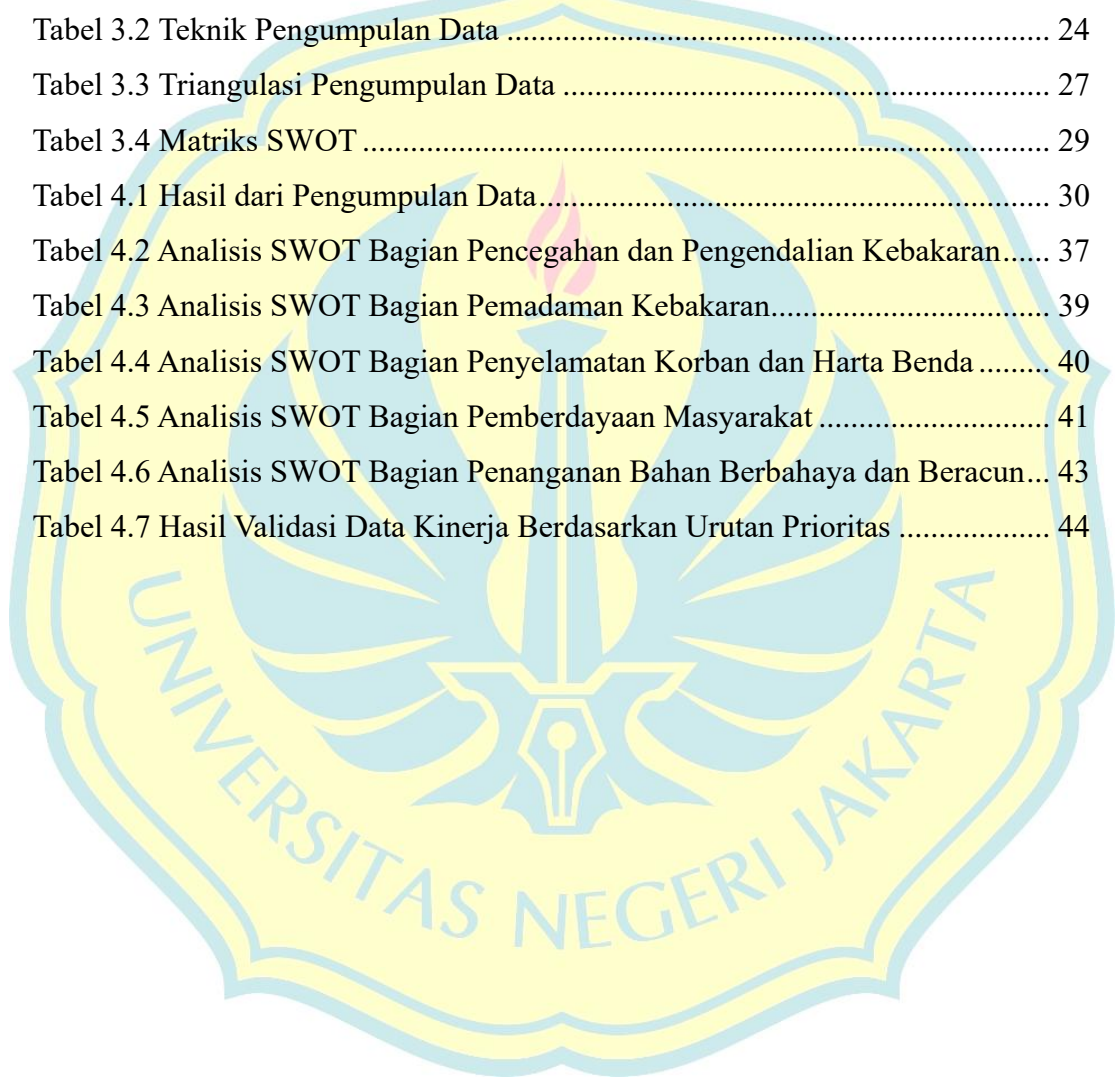 Tabel 3.2 Teknik Pengumpulan Data ........................................................................ 24
Tabel 3.3 Triangulasi Pengumpulan Data ................................................................ 27
Tabel 3.4 Matriks SWOT ........................................................................................... 29
Tabel 4.1 Hasil dari Pengumpulan Data.................................................................... 30
Tabel 4.2 Analisis SWOT Bagian Pencegahan dan Pengendalian Kebakaran...... 37
Tabel 4.3 Analisis SWOT Bagian Pemadaman Kebakaran..................................... 39
Tabel 4.4 Analisis SWOT Bagian Penyelamatan Korban dan Harta Benda ......... 40
Tabel 4.5 Analisis SWOT Bagian Pemberdayaan Masyarakat .............................. 41
Tabel 4.6 Analisis SWOT Bagian Penanganan Bahan Berbahaya dan Beracun... 43
Tabel 4.7 Hasil Validasi Data Kinerja Berdasarkan Urutan Prioritas ................... 44
UNIVERSITAS NEGERI JAKARTA